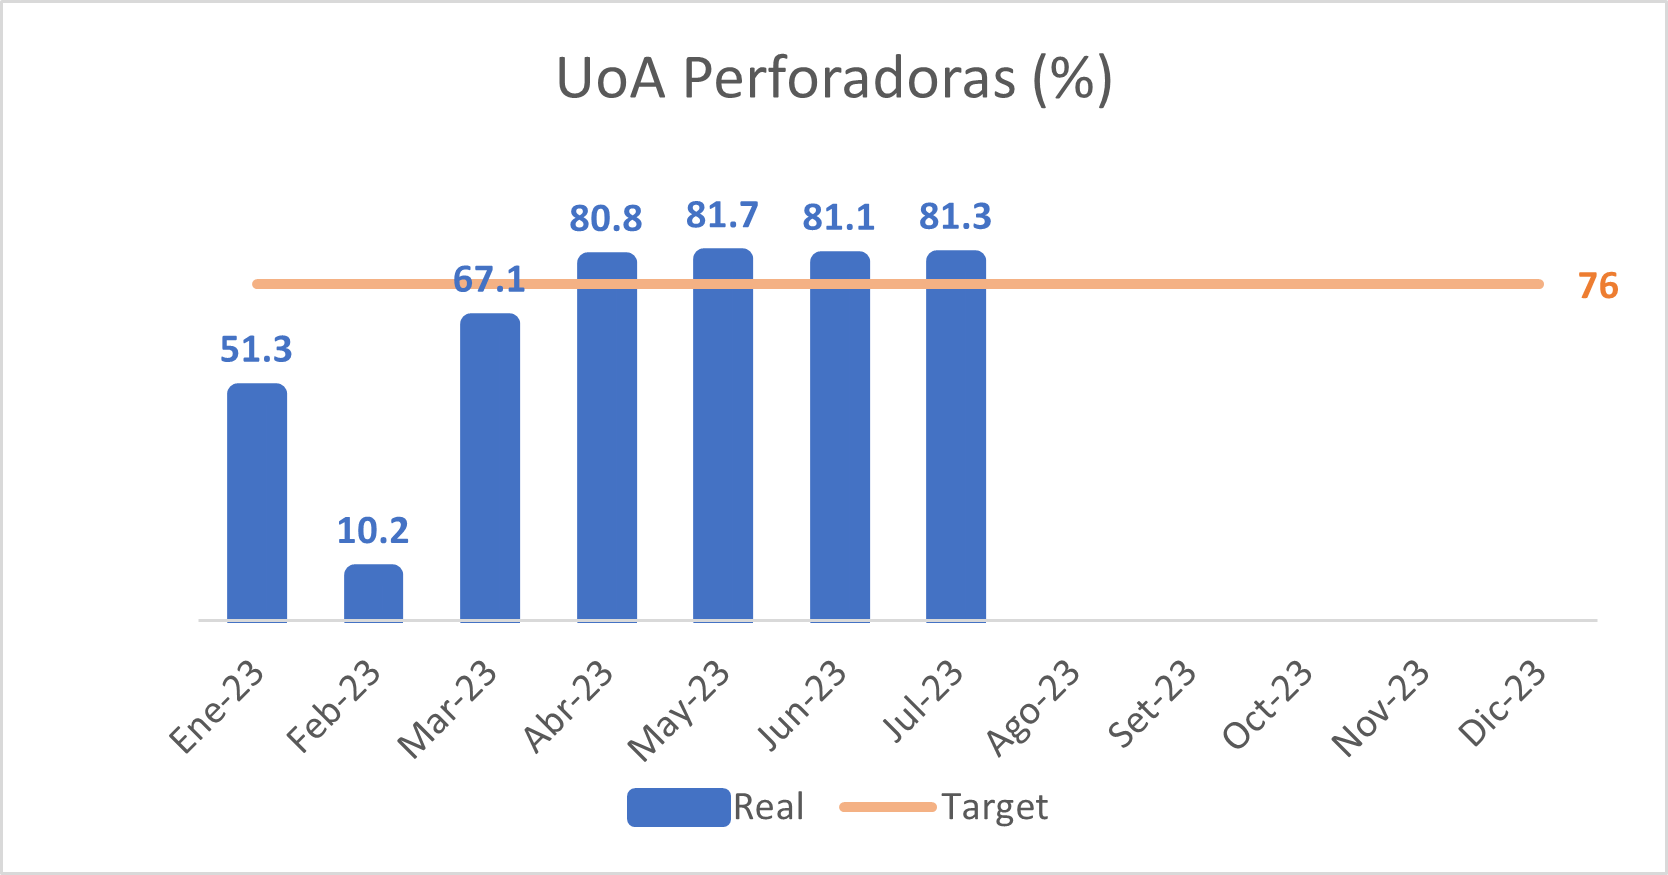 UoA Perforadoras (%)
51.3
10.2
67.1
80.8
81.7
81.1
81.3
76
Ene-23
Feb-23
Mar-23
Abr-23
May-23
Jun-23
Jul-23
Ago-23
Set-23
Oct-23
Nov-23
Dic-23
Real
Target